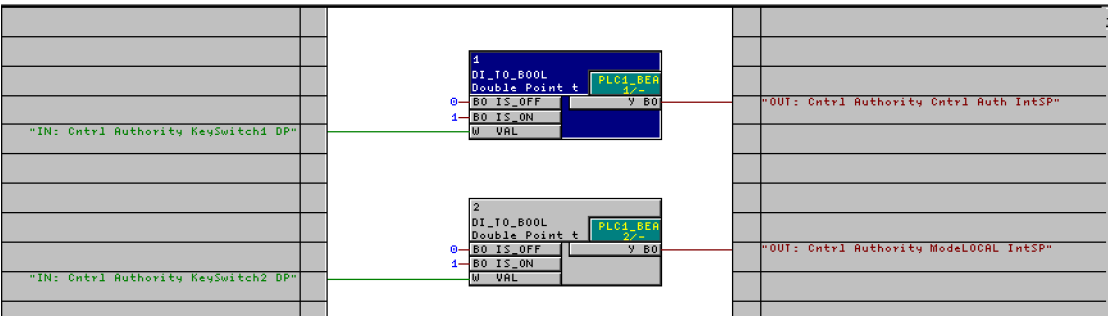 1
DI_TO_BOOL
Double Point t
PLC1_BEA
1/-
0
BO IS_OFF
Y BO
"OUT: Cntrl Authority Cntrl Auth IntSP"
1
BO IS_ON
"IN: Cntrl Authority KeySwitch1 DP"
W VAL
2
DI_TO_BOOL
Double Point t
PLC1_BEA
2/-
0
BO IS_OFF
Y BO
"OUT: Cntrl Authority ModeLOCAL IntSP"
1
BO IS_ON
"IN: Cntrl Authority KeySwitch2 DP"
W VAL